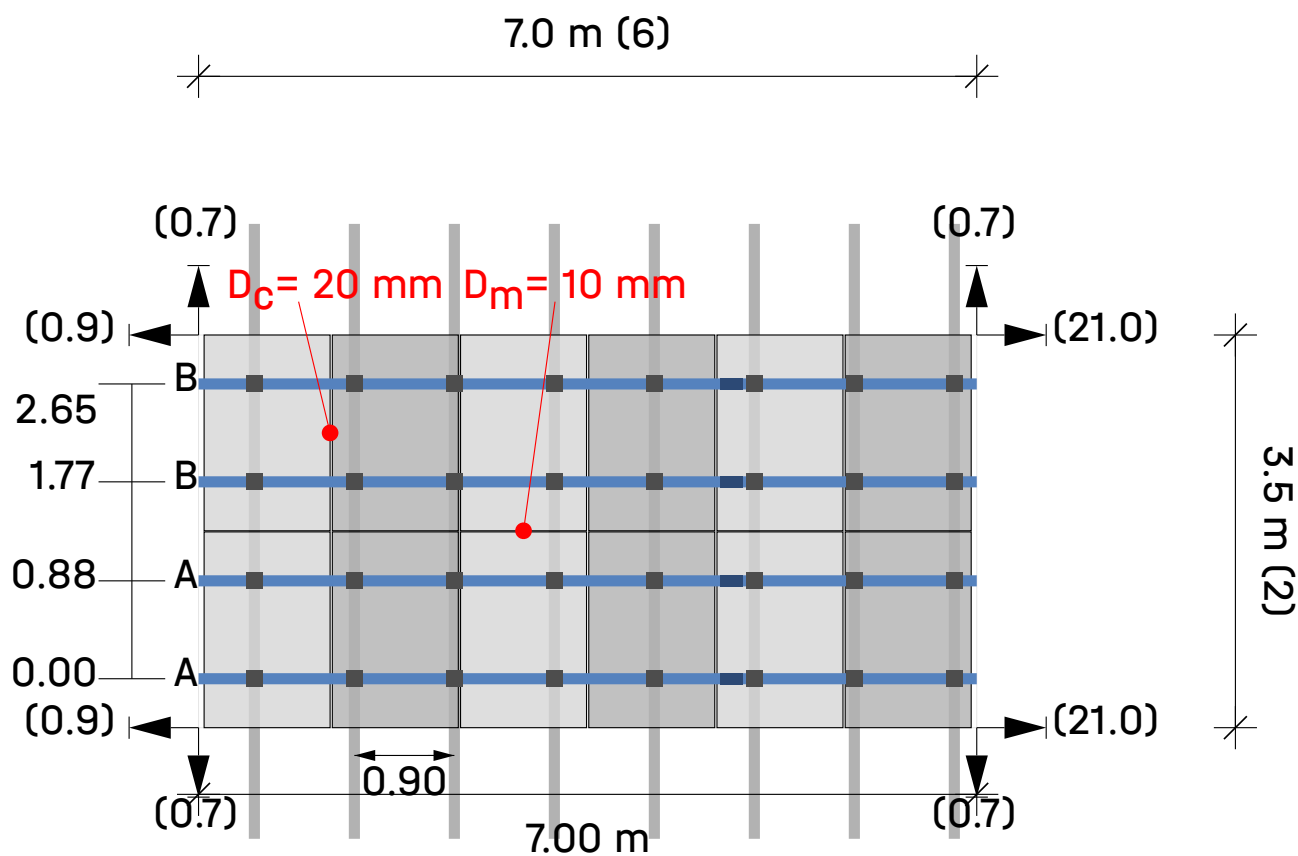 7.0 m (6)
(0.7) (0.7)
D_c= 20 mm D_m= 10 mm
(0.9) (21.0)
B
2.65
1.77 B
3.5 m (2)
0.88 A
0.00 A
(0.9) (21.0)
0.90
(0.7) (0.7)
7.00 m